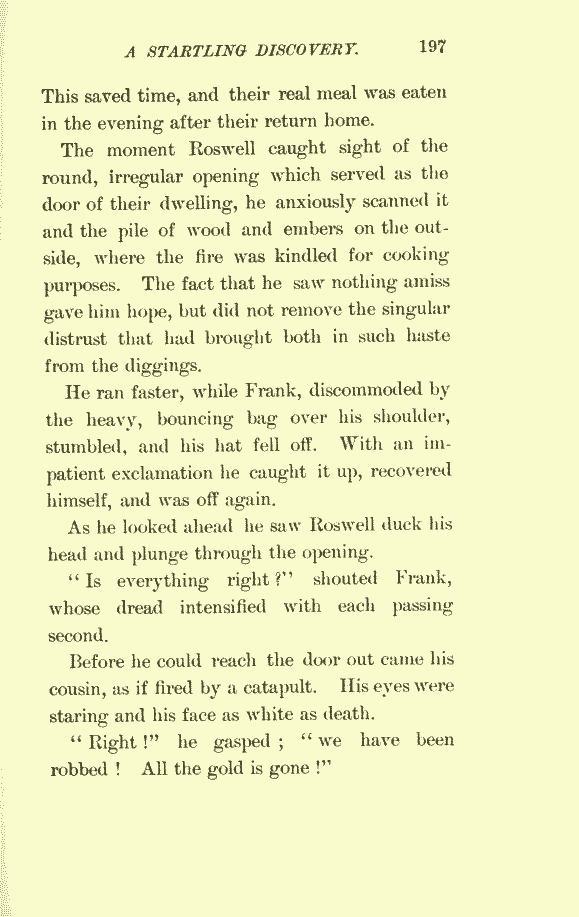 A STARTLING DISCOVERY. 197
This saved time, and their real meal was eaten
in the evening after their return home.
The moment Roswell caught sight of the
round, irregular opening which served as the
door of their dwelling, he anxiously scanned it
and the pile of wood and embers on the out-
side, where the fire was kindled for cooking
purposes. The fact that he saw nothing amiss
gave him hope, but did not remove the singular
distrust that had brought both in such haste
from the diggings.
He ran faster, while Frank, discommoded by
the heavy, bouncing bag over his shoulder,
stumbled, and his hat fell off. With an im-
patient exclamation he caught it up, recovered
himself, and was off again.
As he looked ahead he saw Roswell duck his
head and plunge through the opening.
“Is everything right?” shouted Frank,
whose dread intensified with each passing
second.
Before he could reach the door out came his
cousin, as if fired by a catapult. His eyes were
staring and his face as white as death.
“Right!” he gasped; “we have been
robbed! All the gold is gone!”